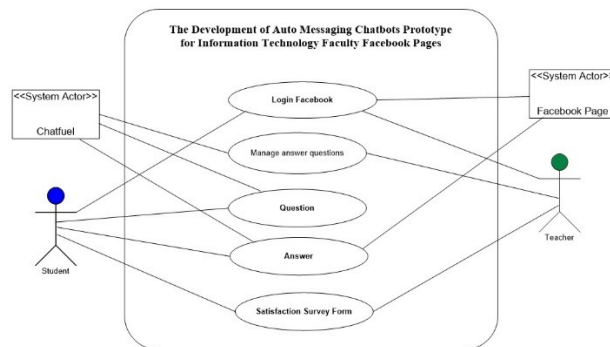 The Development of Auto Messaging Chatbots Prototype
for Information Technology Faculty Facebook Pages
<<System Actor>>
Chatfuel
<<System Actor>>
Facebook Page
Login Facebook
Manage answer questions
Question
Answer
Satisfaction Survey Form
Student
Teacher